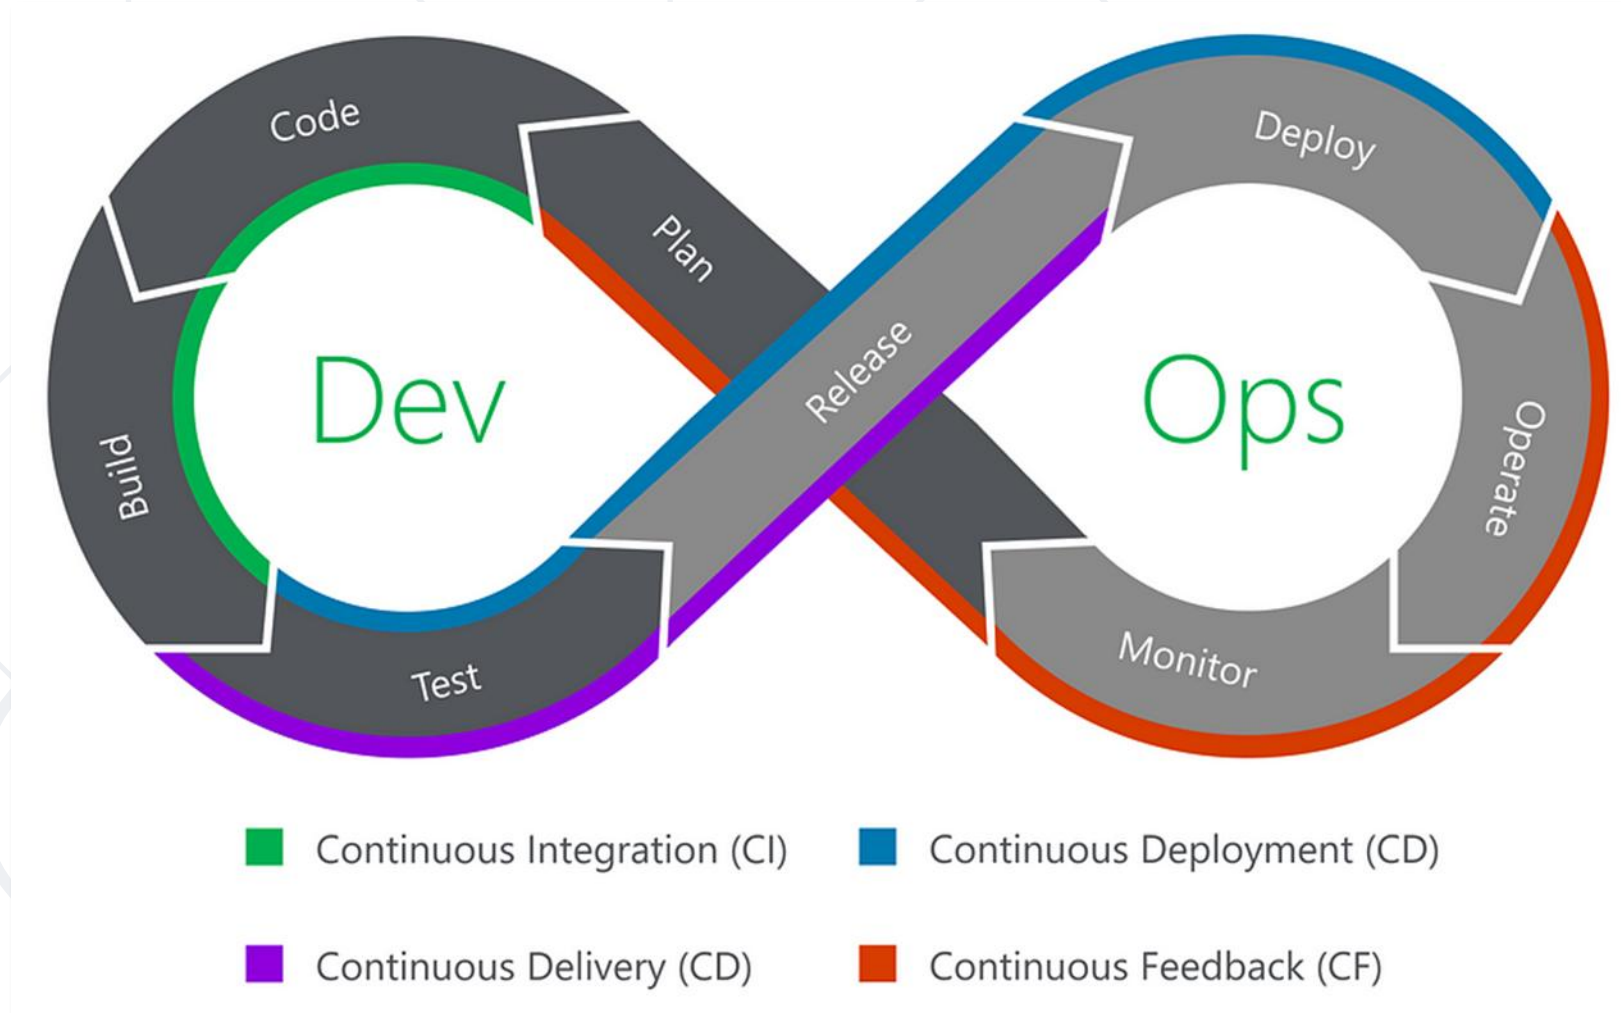 Code
Deploy
Plan
Release
Dev
Ops
Build
Operate
Test
Monitor
Continuous Integration (CI)
Continuous Deployment (CD)
Continuous Delivery (CD)
Continuous Feedback (CF)